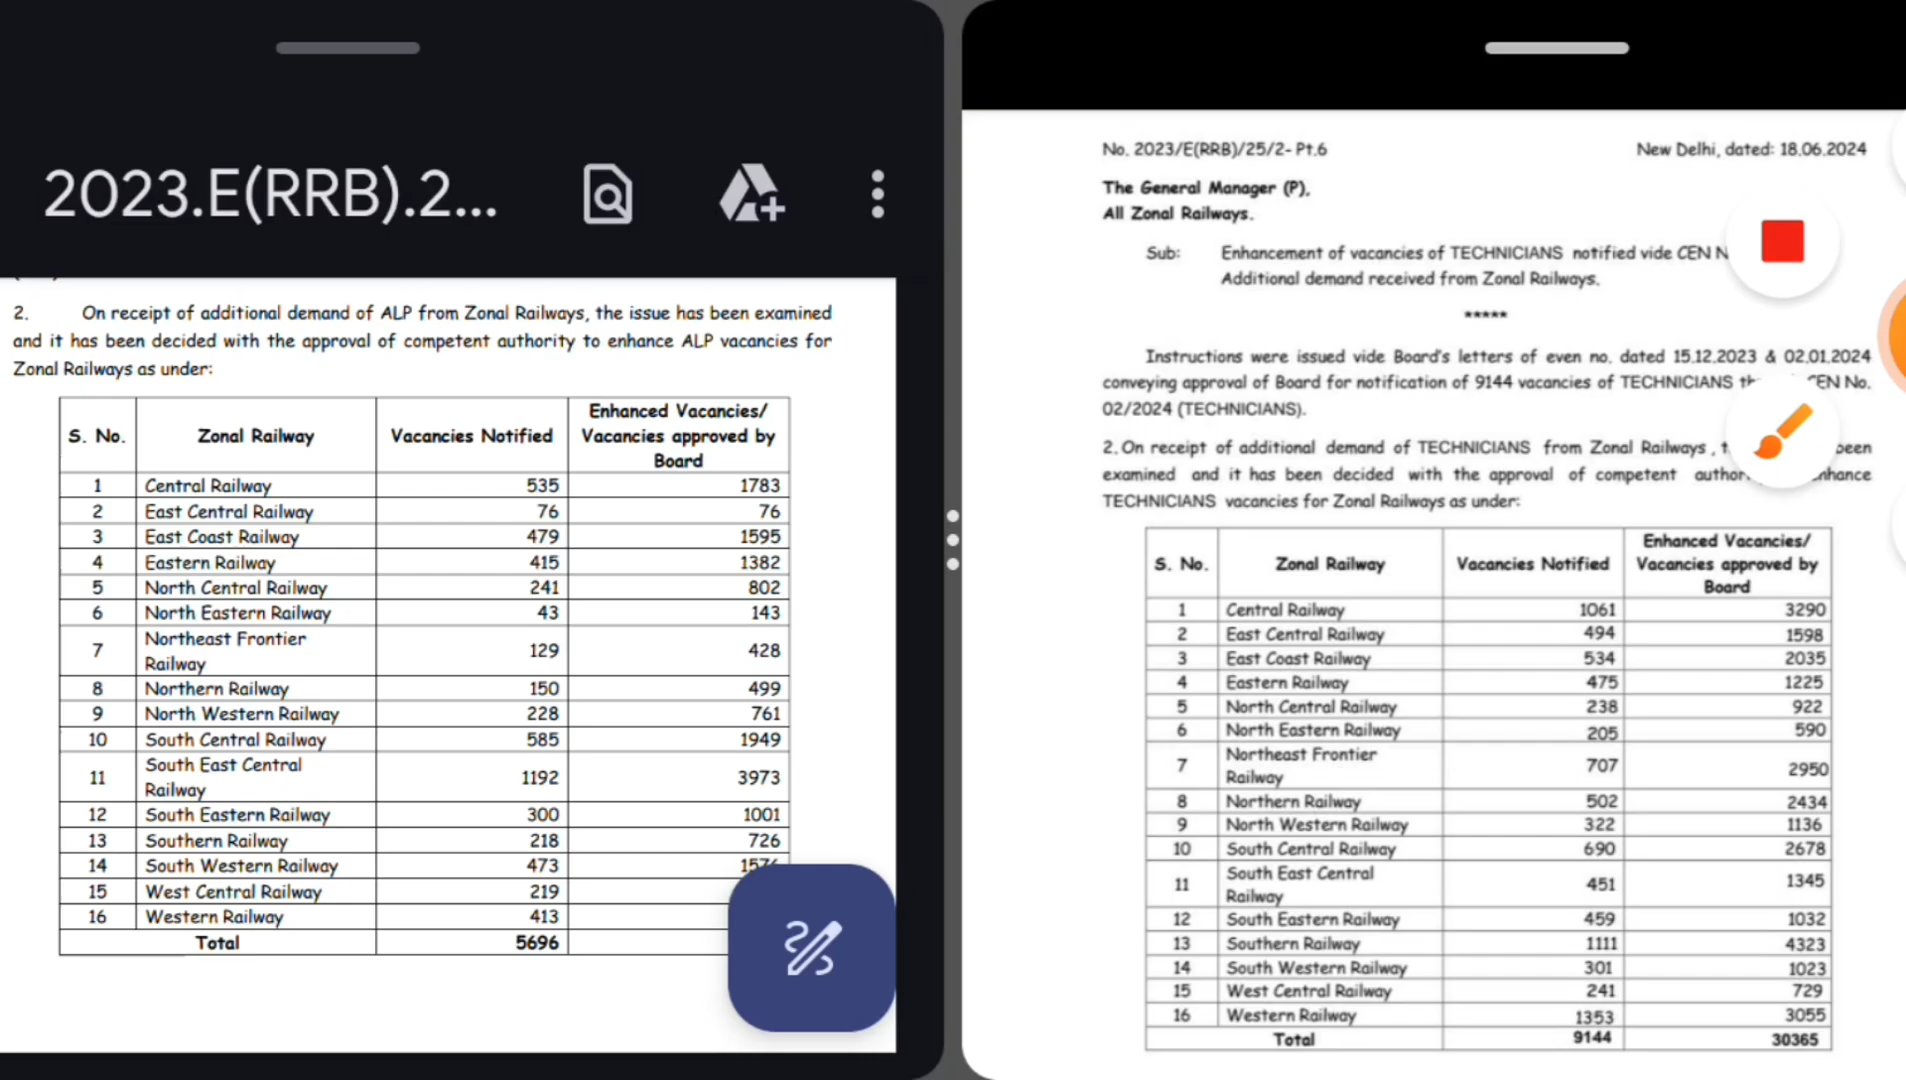 2023.E(RRB).2...
2. On receipt of additional demand of ALP from Zonal Railways, the issue has been examined
and it has been decided with the approval of competent authority to enhance ALP vacancies for
Zonal Railways as under:
S. No. Zonal Railway Vacancies Notified Enhanced Vacancies/ Vacancies approved by Board
1 Central Railway 535 1783
2 East Central Railway 76 76
3 East Coast Railway 479 1595
4 Eastern Railway 415 1382
5 North Central Railway 241 802
6 North Eastern Railway 43 143
7 Northeast Frontier Railway 129 428
8 Northern Railway 150 499
9 North Western Railway 228 761
10 South Central Railway 585 1949
11 South East Central Railway 1192 3973
12 South Eastern Railway 300 1001
13 Southern Railway 218 726
14 South Western Railway 473
15 West Central Railway 219
16 Western Railway 413
Total 5696
No. 2023/E(RRB)/25/2- Pt.6 New Delhi, dated: 18.06.2024
The General Manager (P),
All Zonal Railways.
Sub: Enhancement of vacancies of TECHNICIANS notified vide CEN N
Additional demand received from Zonal Railways.
*****
Instructions were issued vide Board's letters of even no. dated 15.12.2023 & 02.01.2024
conveying approval of Board for notification of 9144 vacancies of TECHNICIANS CEN No.
02/2024 (TECHNICIANS).
2. On receipt of additional demand of TECHNICIANS from Zonal Railways , been
examined and it has been decided with the approval of competent
TECHNICIANS vacancies for Zonal Railways as under:
S. No. Zonal Railway Vacancies Notified Enhanced Vacancies/ Vacancies approved by Board
1 Central Railway 1061 3290
2 East Central Railway 494 1598
3 East Coast Railway 534 2035
4 Eastern Railway 475 1225
5 North Central Railway 238 922
6 North Eastern Railway 205 590
7 Northeast Frontier Railway 707 2950
8 Northern Railway 502 2434
9 North Western Railway 322 1136
10 South Central Railway 690 2678
11 South East Central Railway 451 1345
12 South Eastern Railway 459 1032
13 Southern Railway 1111 4323
14 South Western Railway 301 1023
15 West Central Railway 241 729
16 Western Railway 1353 3055
Total 9144 30365